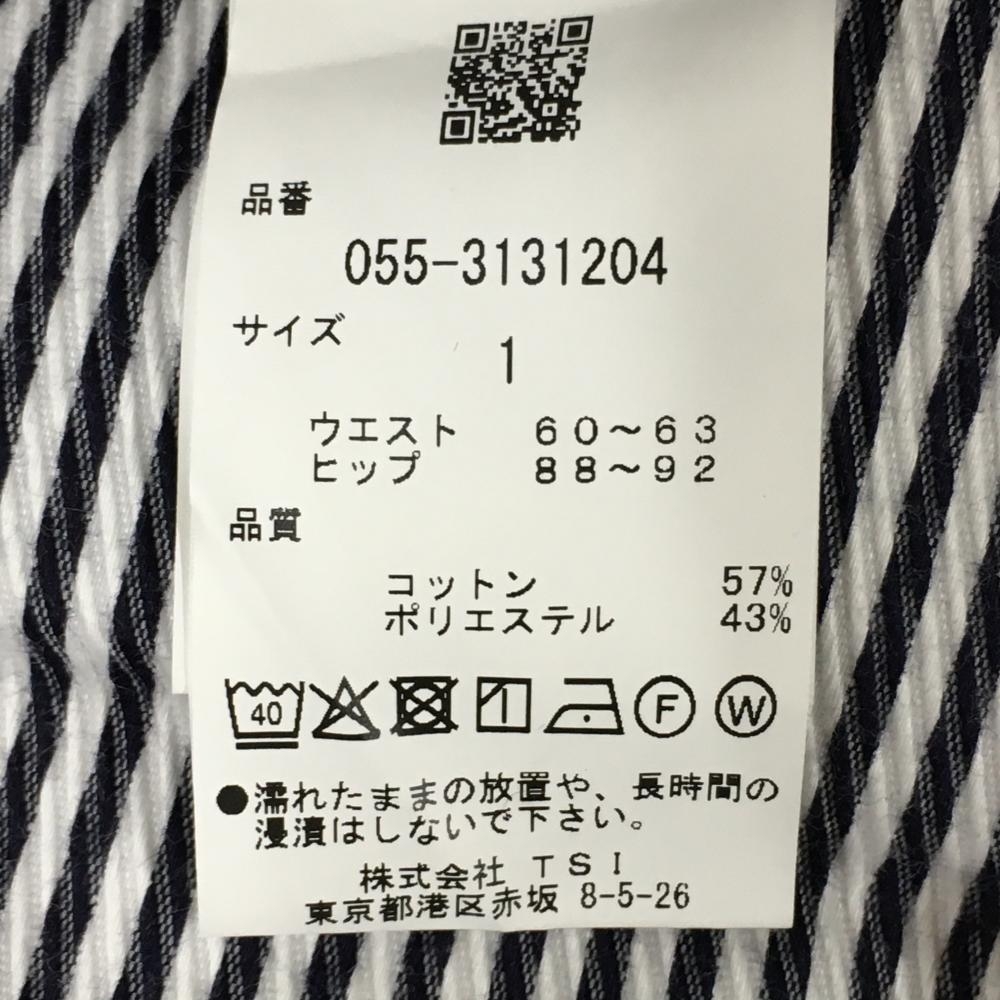 品番
055-3131204
サイズ
1
ウエスト 60～63
ヒップ 88～92
品質
コットン 57%
ポリエステル 43%
40 F W
●濡れたままの放置や、長時間の
浸漬はしないで下さい。
株式会社 TSI
東京都港区赤坂 8-5-26